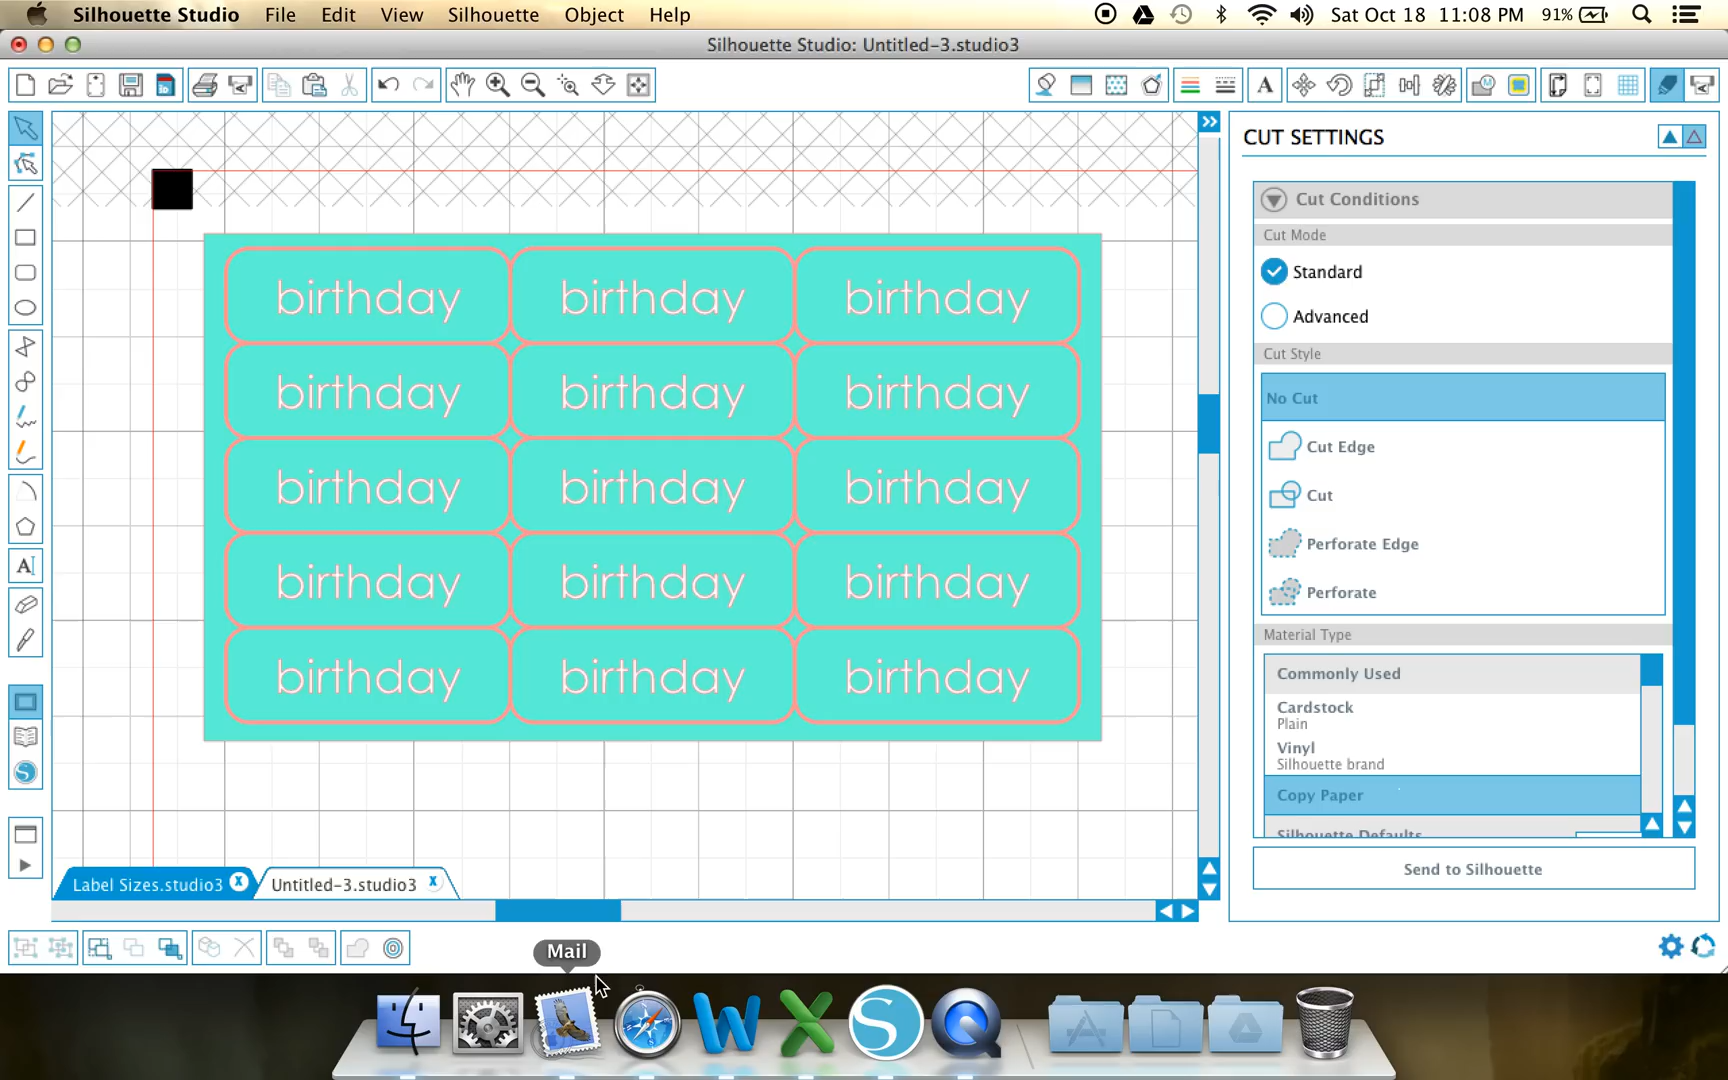 Silhouette Studio File Edit View Silhouette Object Help Sat Oct 18 11:08 PM 91%
Silhouette Studio: Untitled-3.studio3
CUT SETTINGS
Cut Conditions
Cut Mode
Standard
Advanced
Cut Style
No Cut
Cut Edge
Cut
Perforate Edge
Perforate
Material Type
Commonly Used
Cardstock
Plain
Vinyl
Silhouette brand
Copy Paper
Silhouette Defaults
Send to Silhouette
birthday birthday birthday
birthday birthday birthday
birthday birthday birthday
birthday birthday birthday
birthday birthday birthday
Label Sizes.studio3 Untitled-3.studio3
Mail